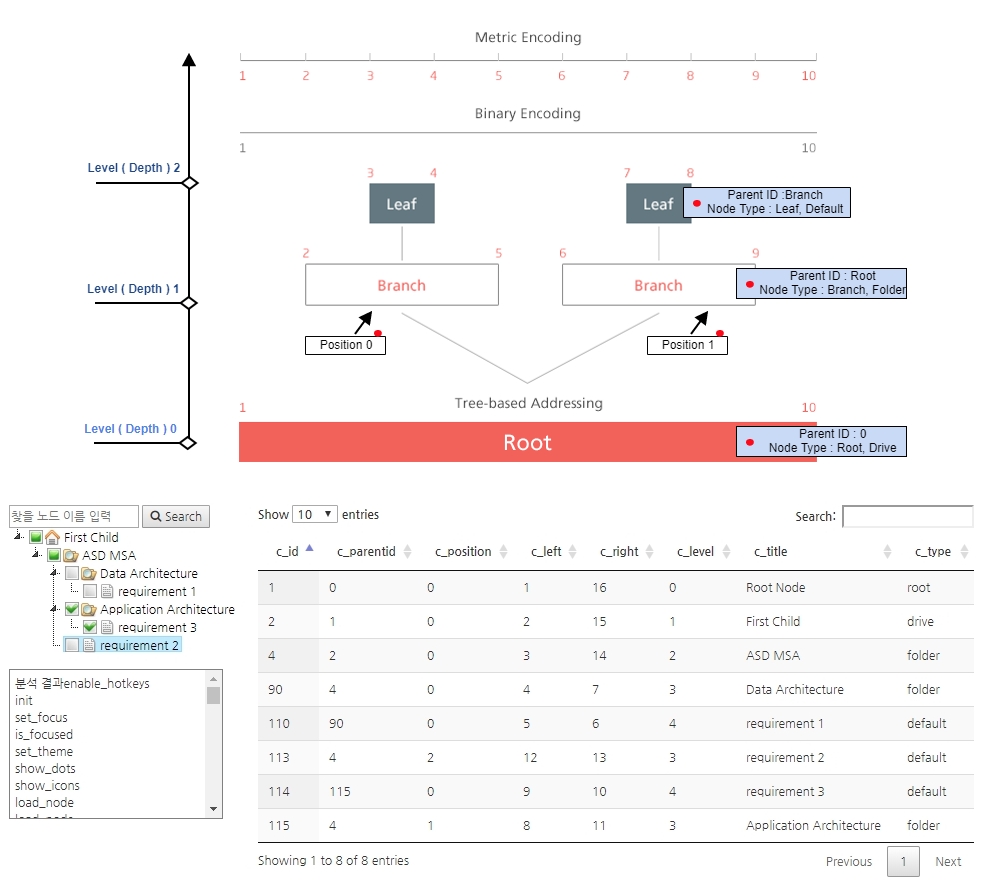 Metric Encoding
1 2 3 4 5 6 7 8 9 10
Binary Encoding
1 10
Level ( Depth ) 2
3 4 7 8
Leaf Leaf
Parent ID :Branch
Node Type : Leaf, Default
2 5 6 9
Level ( Depth ) 1
Branch Branch
Parent ID : Root
Node Type : Branch, Folder
Position 0 Position 1
Tree-based Addressing
1 10
Level ( Depth ) 0
Root
Parent ID : 0
Node Type : Root, Drive
찾을 노드 이름 입력 Search
First Child
ASD MSA
Data Architecture
requirement 1
Application Architecture
requirement 3
requirement 2
분석 결과enable_hotkeys
init
set_focus
is_focused
set_theme
show_dots
show_icons
load_node
load_node
Show 10 entries Search:
c_id c_parentid c_position c_left c_right c_level c_title c_type
1 0 0 1 16 0 Root Node root
2 1 0 2 15 1 First Child drive
4 2 0 3 14 2 ASD MSA folder
90 4 0 4 7 3 Data Architecture folder
110 90 0 5 6 4 requirement 1 default
113 4 2 12 13 3 requirement 2 default
114 115 0 9 10 4 requirement 3 default
115 4 1 8 11 3 Application Architecture folder
Showing 1 to 8 of 8 entries Previous 1 Next